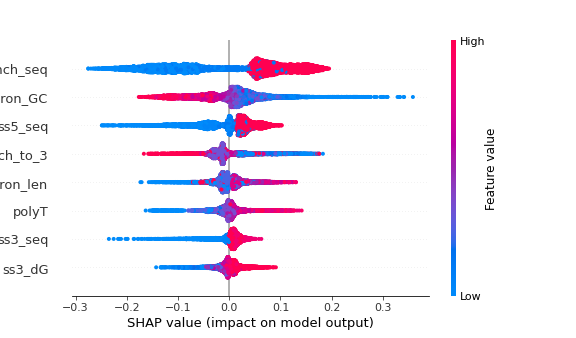 nch_seq
ron_GC
ss5_seq
ch_to_3
ron_len
polyT
ss3_seq
ss3_dG
−0.3 −0.2 −0.1 0.0 0.1 0.2 0.3
SHAP value (impact on model output)
High
Feature value
Low